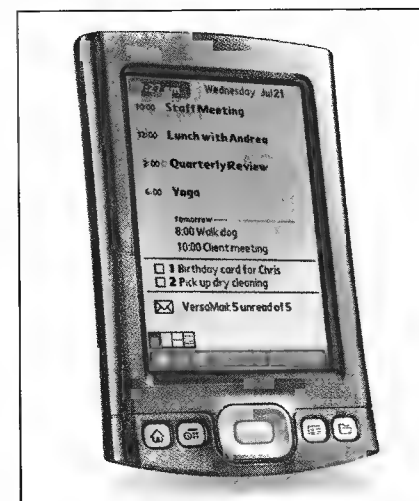 Wednesday Jul 21
10:00 Staff Meeting
12:00 Lunch with Andrea
2:00 Quarterly Review
6:00 Yoga
Tomorrow
8:00 Walk dog
10:00 Client meeting
1 Birthday card for Chris
2 Pick up dry cleaning
VersaMail: 5 unread of 5